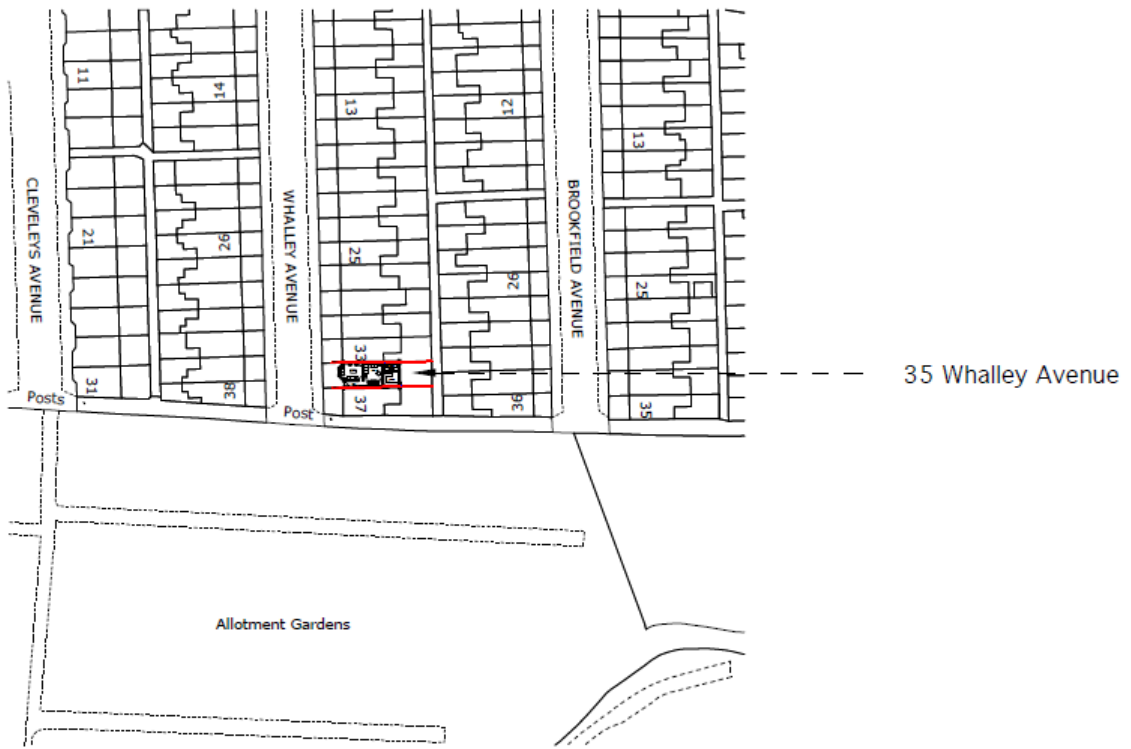 11
14
13
12
13
CLEVELEYS AVENUE
21
26
WHALLEY AVENUE
25
26
BROOKFIELD AVENUE
25
33
35 Whalley Avenue
31
38
37
36
35
Posts
Post
Allotment Gardens